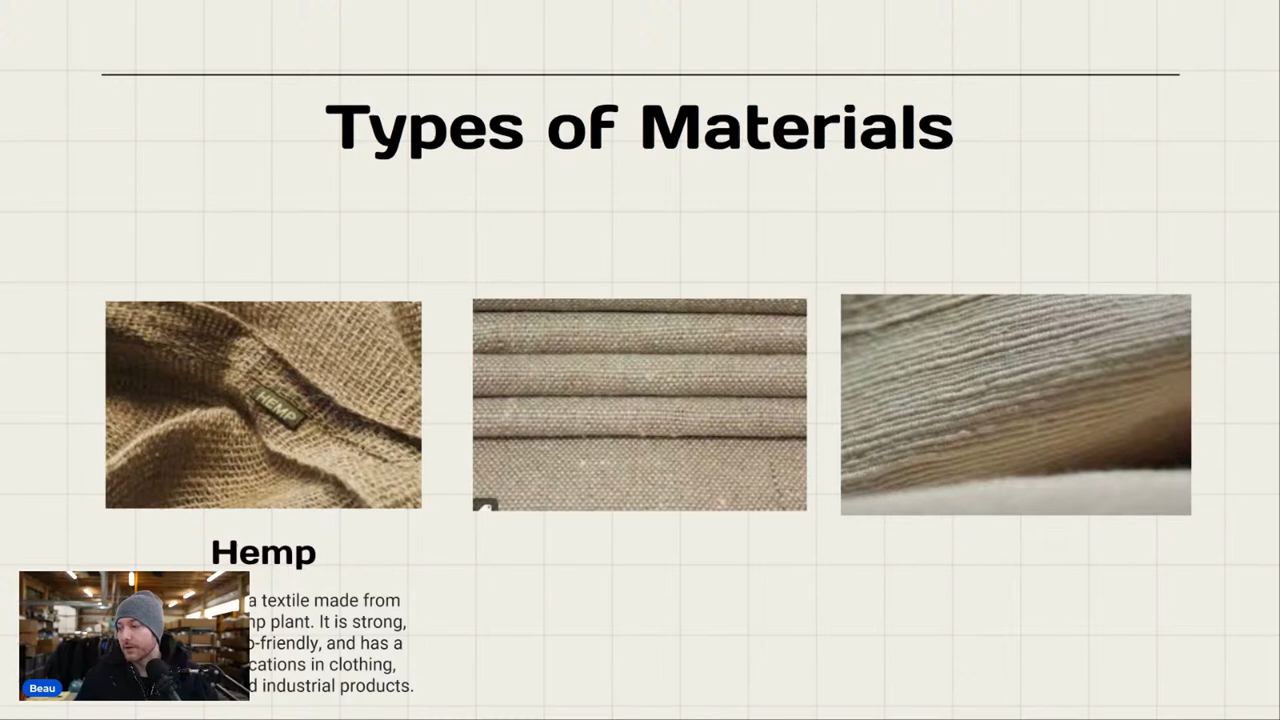 Types of Materials
HEMP
Hemp
a textile made from
plant. It is strong,
-friendly, and has a
in clothing,
industrial products.
Beau